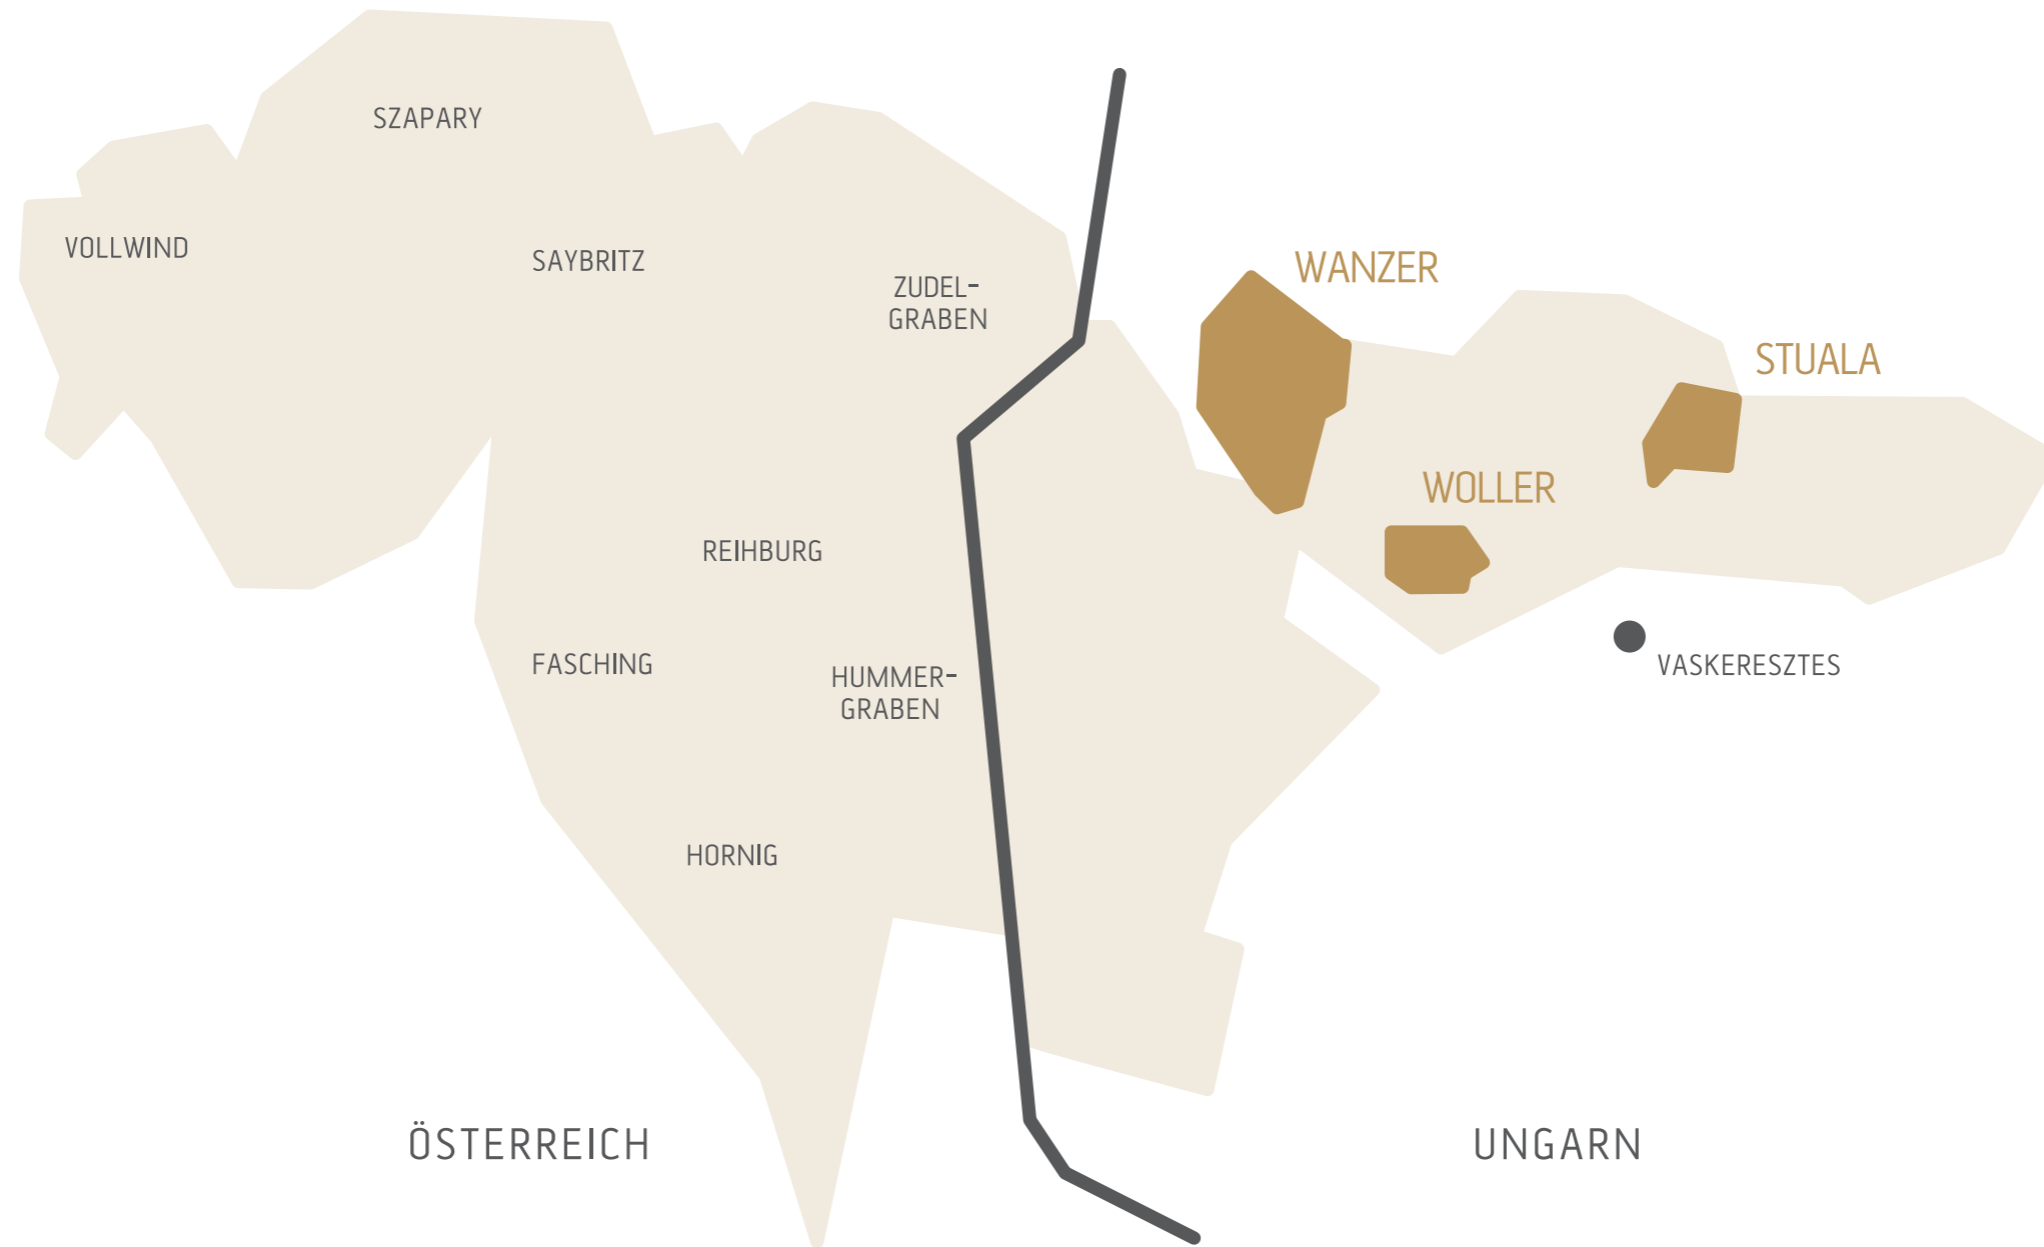 SZAPARY
VOLLWIND
SAYBRITZ
ZUDEL-
GRABEN
WANZER
STUALA
WOLLER
REIHBURG
FASCHING
HUMMER-
GRABEN
VASKERESZTES
HORNIG
ÖSTERREICH
UNGARN